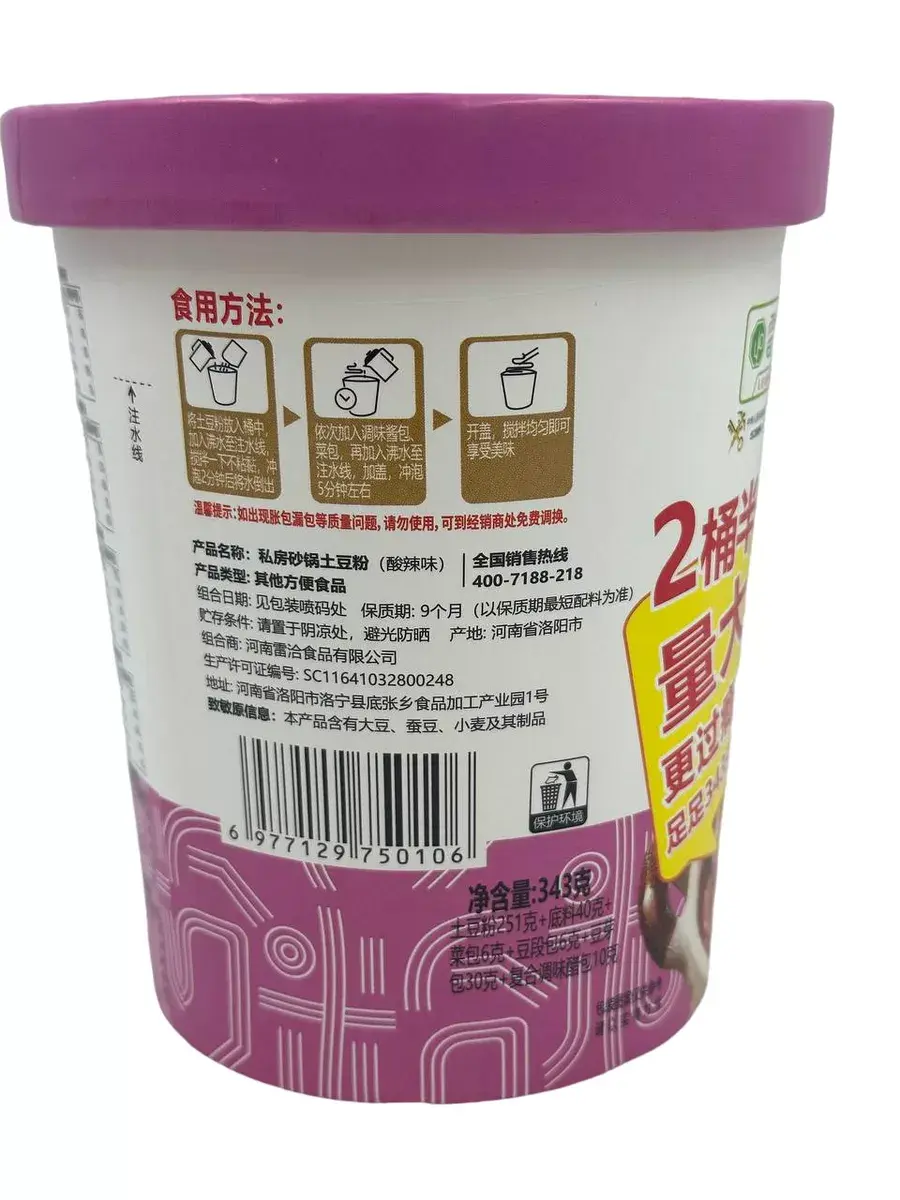 食用方法：
将土豆粉放入桶中，
加入沸水至注水线，
搅拌一下不粘黏，冲
泡2分钟后将水倒出
依次加入调味酱包、
菜包，再加入沸水至
注水线，加盖，冲泡
5分钟左右
开盖，搅拌均匀即可
享受美味
注水线
温馨提示：如出现胀包漏包等质量问题，请勿使用，可到经销商处免费调换。
产品名称：私房砂锅土豆粉（酸辣味）
全国销售热线
400-7188-218
产品类型：其他方便食品
组合日期：见包装喷码处 保质期：9个月（以保质期最短配料为准）
贮存条件：请置于阴凉处，避光防晒 产地：河南省洛阳市
组合商：河南雷洽食品有限公司
生产许可证编号：SC11641032800248
地址：河南省洛阳市洛宁县底张乡食品加工产业园1号
致敏原信息：本产品含有大豆、蚕豆、小麦及其制品
6 977129 750106
保护环境
净含量：343克
土豆粉251克+底料40克+
菜包6克+豆段包6克+豆芽
包30克+复合调味醋包10克
2桶半
量大
更过
足足343